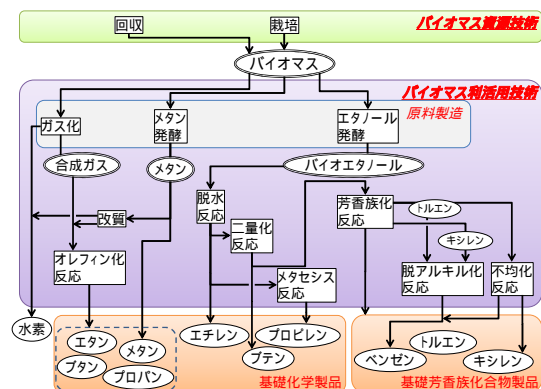 回収
栽培
バイオマス資源技術
バイオマス
バイオマス利活用技術
ガス化
メタン
発酵
エタノール
発酵
原料製造
合成ガス
メタン
バイオエタノール
脱水
反応
芳香族化
反応
トルエン
改質
二量化
反応
キシレン
オレフィン化
反応
メタセシス
反応
脱アルキル化
反応
不均化
反応
水素
エタン
メタン
ブタン
プロパン
エチレン
プロピレン
ブテン
基礎化学製品
トルエン
ベンゼン
キシレン
基礎芳香族化合物製品